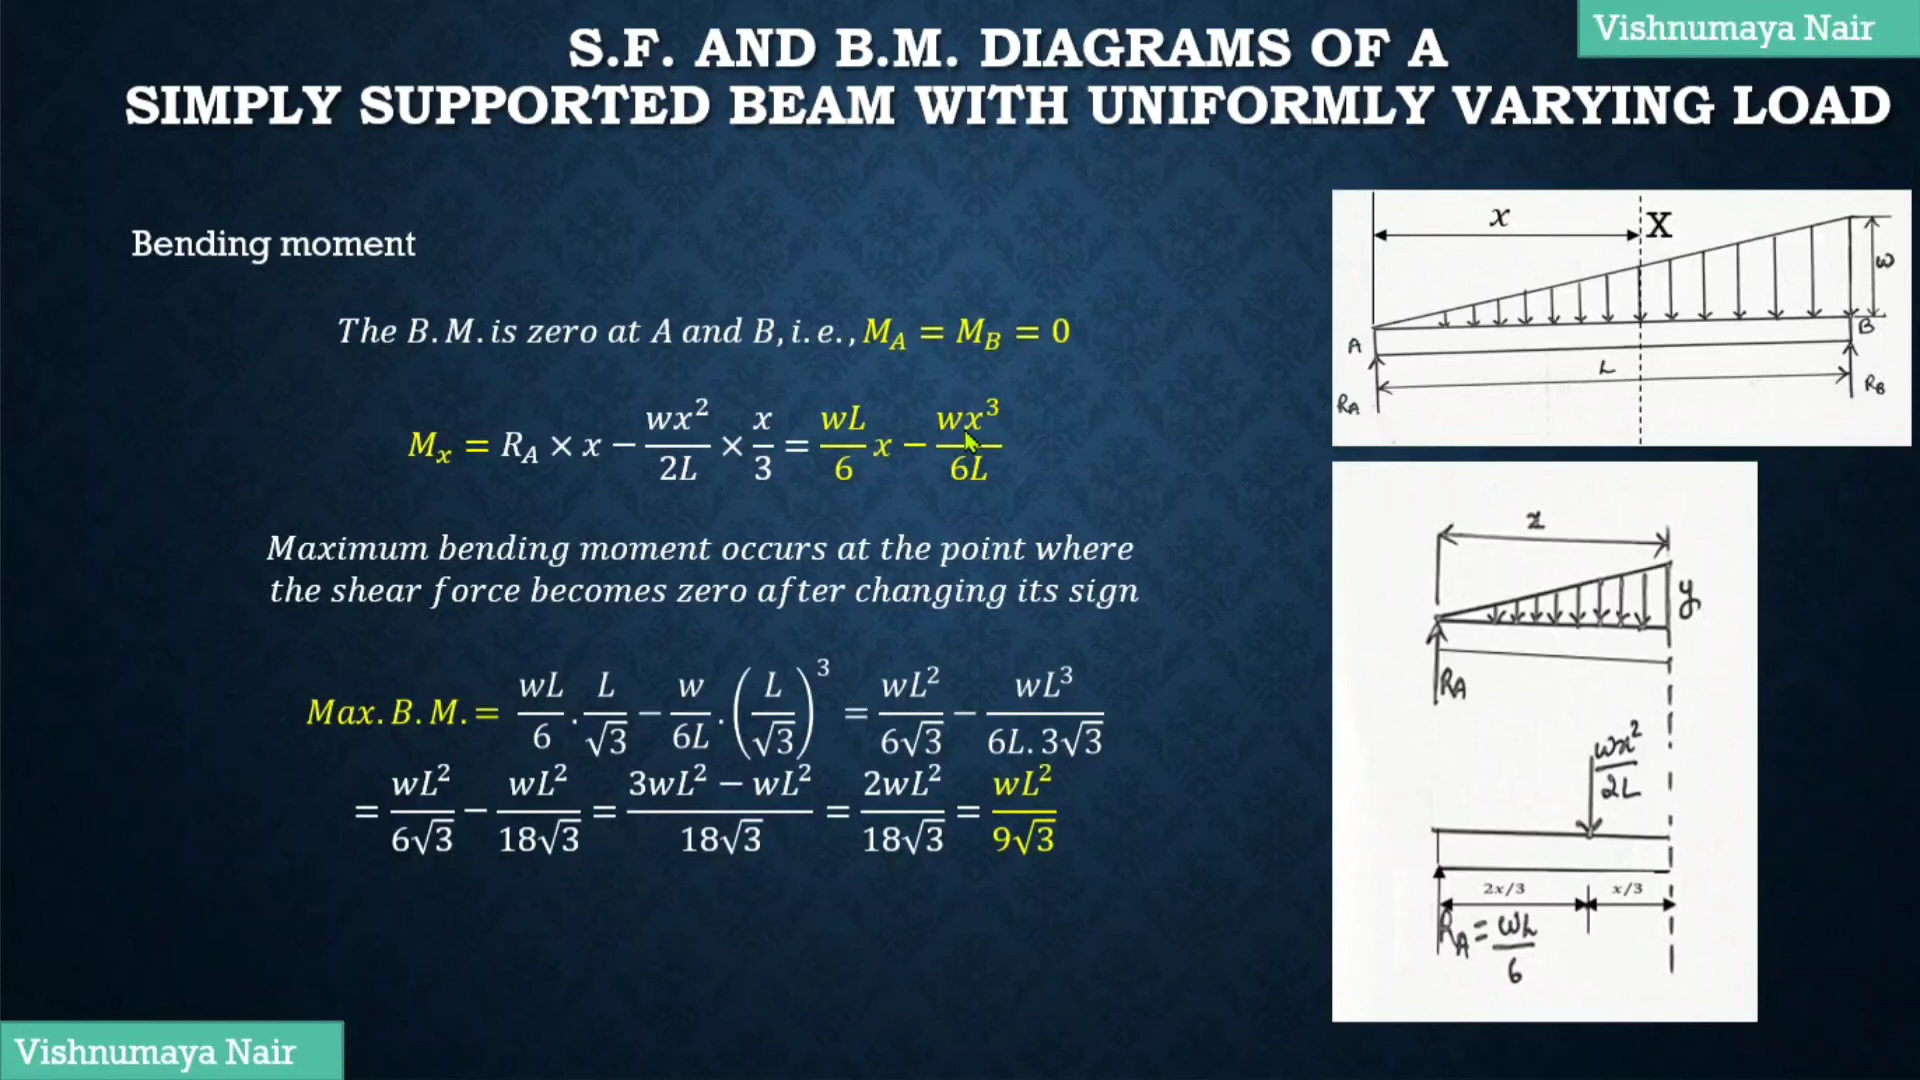 Vishnumaya Nair
S.F. AND B.M. DIAGRAMS OF A
SIMPLY SUPPORTED BEAM WITH UNIFORMLY VARYING LOAD
Bending moment
The B.M. is zero at A and B, i.e., M_A = M_B = 0
M_x = R_A × x − wx²/2L × x/3 = wL/6 x − wx³/6L
Maximum bending moment occurs at the point where
the shear force becomes zero after changing its sign
Max. B. M. = wL/6 . L/√3 − w/6L . (L/√3)³ = wL²/6√3 − wL³/6L. 3√3
= wL²/6√3 − wL²/18√3 = 3wL² − wL²/18√3 = 2wL²/18√3 = wL²/9√3
x
X
w
A
B
L
R_A
R_B
x
y
R_A
wx²/2L
2x/3
x/3
R_A = wL/6
Vishnumaya Nair